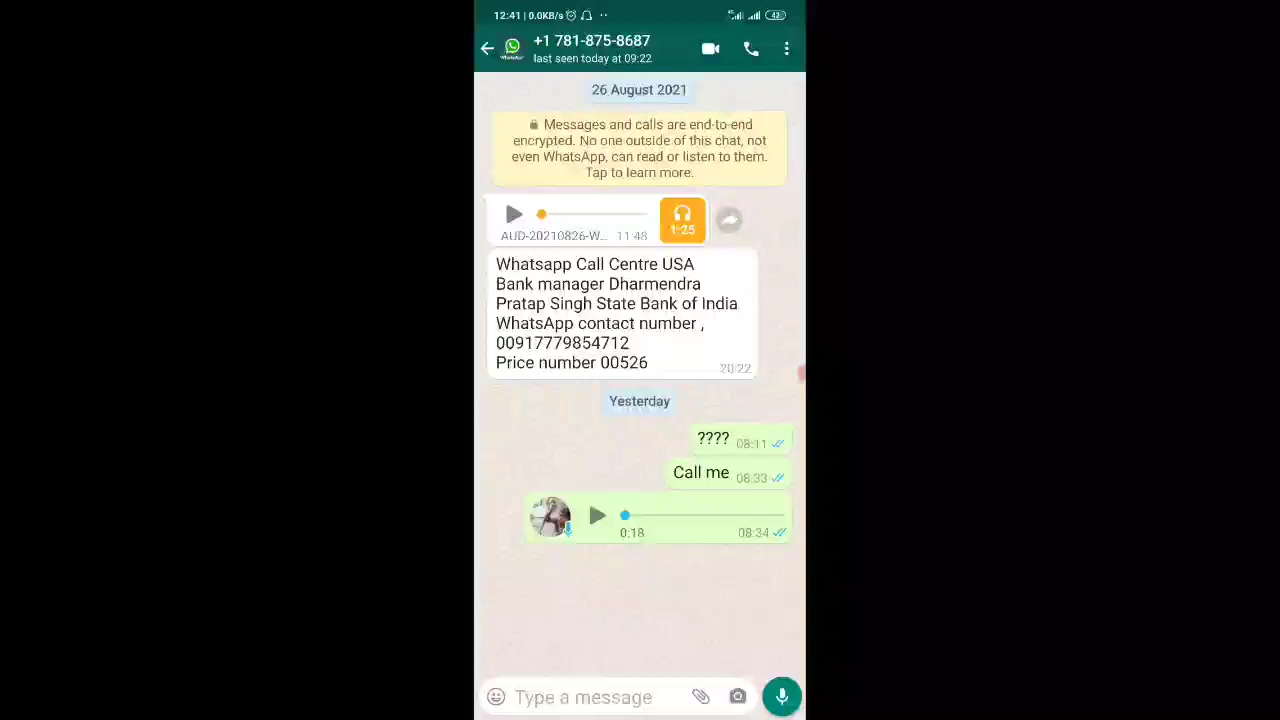 12:41 | 0.0KB/s
42
+1 781-875-8687
last seen today at 09:22
WhatsApp
26 August 2021
Messages and calls are end-to-end
encrypted. No one outside of this chat, not
even WhatsApp, can read or listen to them.
Tap to learn more.
1:25
AUD-20210826-W... 11:48
Whatsapp Call Centre USA
Bank manager Dharmendra
Pratap Singh State Bank of India
WhatsApp contact number ,
00917779854712
Price number 00526
20:22
Yesterday
???? 08:11
Call me 08:33
0:18 08:34
Type a message